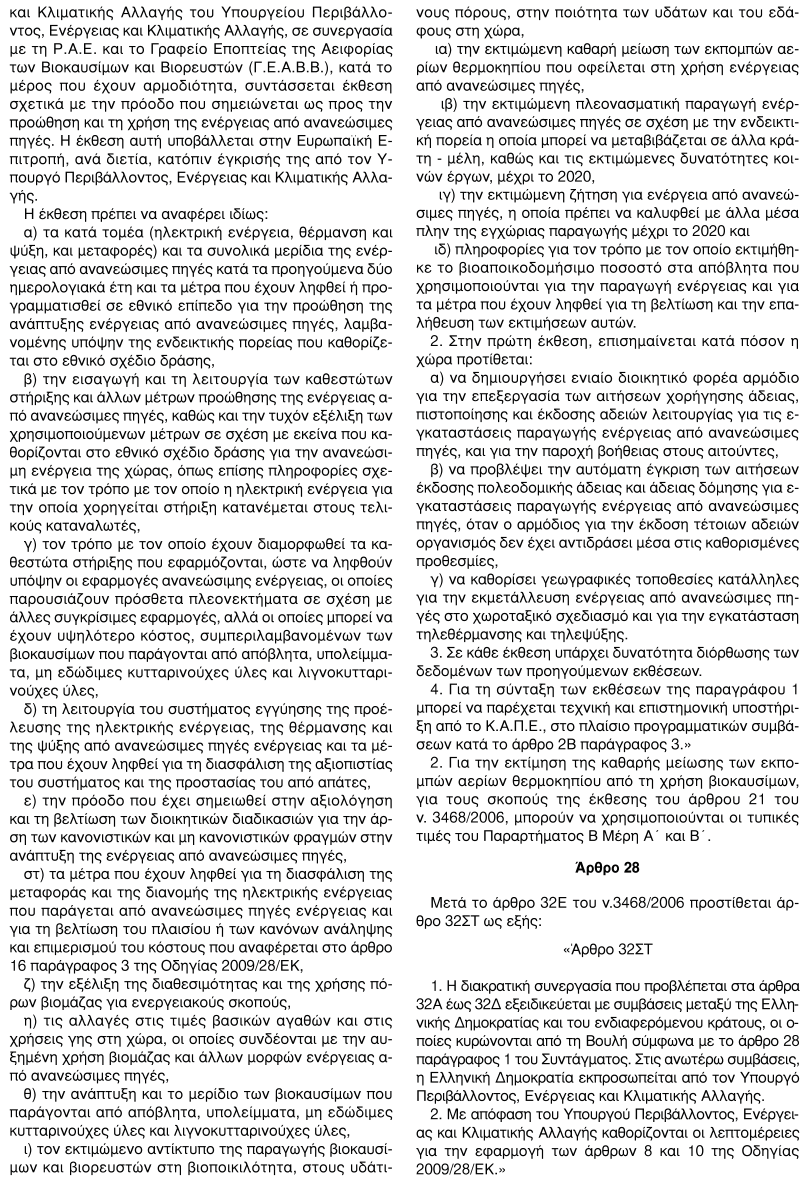 και Κλιματικής Αλλαγής του Υπουργείου Περιβάλλο-
ντος, Ενέργειας και Κλιματικής Αλλαγής, σε συνεργασία
με τη Ρ.Α.Ε. και το Γραφείο Εποπτείας της Αειφορίας
των Βιοκαυσίμων και Βιορευστών (Γ.Ε.Α.Β.Β.), κατά το
μέρος που έχουν αρμοδιότητα, συντάσσεται έκθεση
σχετικά με την πρόοδο που σημειώνεται ως προς την
προώθηση και τη χρήση της ενέργειας από ανανεώσιμες
πηγές. Η έκθεση αυτή υποβάλλεται στην Ευρωπαϊκή Ε-
πιτροπή, ανά διετία, κατόπιν έγκρισής της από τον Υ-
πουργό Περιβάλλοντος, Ενέργειας και Κλιματικής Αλλα-
γής.
Η έκθεση πρέπει να αναφέρει ιδίως:
α) τα κατά τομέα (ηλεκτρική ενέργεια, θέρμανση και
ψύξη, και μεταφορές) και τα συνολικά μερίδια της ενέρ-
γειας από ανανεώσιμες πηγές κατά τα προηγούμενα δύο
ημερολογιακά έτη και τα μέτρα που έχουν ληφθεί ή προ-
γραμματισθεί σε εθνικό επίπεδο για την προώθηση της
ανάπτυξης ενέργειας από ανανεώσιμες πηγές, λαμβα-
νομένης υπόψην της ενδεικτικής πορείας που καθορίζε-
ται στο εθνικό σχέδιο δράσης,
β) την εισαγωγή και τη λειτουργία των καθεστώτων
στήριξης και άλλων μέτρων προώθησης της ενέργειας α-
πό ανανεώσιμες πηγές, καθώς και την τυχόν εξέλιξη των
χρησιμοποιούμενων μέτρων σε σχέση με εκείνα που κα-
θορίζονται στο εθνικό σχέδιο δράσης για την ανανεώσι-
μη ενέργεια της χώρας, όπως επίσης πληροφορίες σχε-
τικά με τον τρόπο με τον οποίο η ηλεκτρική ενέργεια για
την οποία χορηγείται στήριξη κατανέμεται στους τελι-
κούς καταναλωτές,
γ) τον τρόπο με τον οποίο έχουν διαμορφωθεί τα κα-
θεστώτα στήριξης που εφαρμόζονται, ώστε να ληφθούν
υπόψην οι εφαρμογές ανανεώσιμης ενέργειας, οι οποίες
παρουσιάζουν πρόσθετα πλεονεκτήματα σε σχέση με
άλλες συγκρίσιμες εφαρμογές, αλλά οι οποίες μπορεί να
έχουν υψηλότερο κόστος, συμπεριλαμβανομένων των
βιοκαυσίμων που παράγονται από απόβλητα, υπολείμμα-
τα, μη εδώδιμες κυτταρινούχες ύλες και λιγνοκυτταρι-
νούχες ύλες,
δ) τη λειτουργία του συστήματος εγγύησης της προέ-
λευσης της ηλεκτρικής ενέργειας, της θέρμανσης και
της ψύξης από ανανεώσιμες πηγές ενέργειας και τα μέ-
τρα που έχουν ληφθεί για τη διασφάλιση της αξιοπιστίας
του συστήματος και της προστασίας του από απάτες,
ε) την πρόοδο που έχει σημειωθεί στην αξιολόγηση
και τη βελτίωση των διοικητικών διαδικασιών για την άρ-
ση των κανονιστικών και μη κανονιστικών φραγμών στην
ανάπτυξη της ενέργειας από ανανεώσιμες πηγές,
στ) τα μέτρα που έχουν ληφθεί για τη διασφάλιση της
μεταφοράς και της διανομής της ηλεκτρικής ενέργειας
που παράγεται από ανανεώσιμες πηγές ενέργειας και
για τη βελτίωση του πλαισίου ή των κανόνων ανάληψης
και επιμερισμού του κόστους που αναφέρεται στο άρθρο
16 παράγραφος 3 της Οδηγίας 2009/28/ΕΚ,
ζ) την εξέλιξη της διαθεσιμότητας και της χρήσης πό-
ρων βιομάζας για ενεργειακούς σκοπούς,
η) τις αλλαγές στις τιμές βασικών αγαθών και στις
χρήσεις γης στη χώρα, οι οποίες συνδέονται με την αυ-
ξημένη χρήση βιομάζας και άλλων μορφών ενέργειας α-
πό ανανεώσιμες πηγές,
θ) την ανάπτυξη και το μερίδιο των βιοκαυσίμων που
παράγονται από απόβλητα, υπολείμματα, μη εδώδιμες
κυτταρινούχες ύλες και λιγνοκυτταρινούχες ύλες,
ι) τον εκτιμώμενο αντίκτυπο της παραγωγής βιοκαυσί-
μων και βιορευστών στη βιοποικιλότητα, στους υδάτι-
νους πόρους, στην ποιότητα των υδάτων και του εδά-
φους στη χώρα,
ια) την εκτιμώμενη καθαρή μείωση των εκπομπών αε-
ρίων θερμοκηπίου που οφείλεται στη χρήση ενέργειας
από ανανεώσιμες πηγές,
ιβ) την εκτιμώμενη πλεονασματική παραγωγή ενέρ-
γειας από ανανεώσιμες πηγές σε σχέση με την ενδεικτι-
κή πορεία η οποία μπορεί να μεταβιβάζεται σε άλλα κρά-
τη - μέλη, καθώς και τις εκτιμώμενες δυνατότητες κοι-
νών έργων, μέχρι το 2020,
ιγ) την εκτιμώμενη ζήτηση για ενέργεια από ανανεώ-
σιμες πηγές, η οποία πρέπει να καλυφθεί με άλλα μέσα
πλην της εγχώριας παραγωγής μέχρι το 2020 και
ιδ) πληροφορίες για τον τρόπο με τον οποίο εκτιμήθη-
κε το βιοαποικοδομήσιμο ποσοστό στα απόβλητα που
χρησιμοποιούνται για την παραγωγή ενέργειας και για
τα μέτρα που έχουν ληφθεί για τη βελτίωση και την επα-
λήθευση των εκτιμήσεων αυτών.
2. Στην πρώτη έκθεση, επισημαίνεται κατά πόσον η
χώρα προτίθεται:
α) να δημιουργήσει ενιαίο διοικητικό φορέα αρμόδιο
για την επεξεργασία των αιτήσεων χορήγησης άδειας,
πιστοποίησης και έκδοσης αδειών λειτουργίας για τις ε-
γκαταστάσεις παραγωγής ενέργειας από ανανεώσιμες
πηγές, και για την παροχή βοήθειας στους αιτούντες,
β) να προβλέψει την αυτόματη έγκριση των αιτήσεων
έκδοσης πολεοδομικής άδειας και άδειας δόμησης για ε-
γκαταστάσεις παραγωγής ενέργειας από ανανεώσιμες
πηγές, όταν ο αρμόδιος για την έκδοση τέτοιων αδειών
οργανισμός δεν έχει αντιδράσει μέσα στις καθορισμένες
προθεσμίες,
γ) να καθορίσει γεωγραφικές τοποθεσίες κατάλληλες
για την εκμετάλλευση ενέργειας από ανανεώσιμες πη-
γές στο χωροταξικό σχεδιασμό και για την εγκατάσταση
τηλεθέρμανσης και τηλεψύξης.
3. Σε κάθε έκθεση υπάρχει δυνατότητα διόρθωσης των
δεδομένων των προηγούμενων εκθέσεων.
4. Για τη σύνταξη των εκθέσεων της παραγράφου 1
μπορεί να παρέχεται τεχνική και επιστημονική υποστήρι-
ξη από το Κ.Α.Π.Ε., στο πλαίσιο προγραμματικών συμβά-
σεων κατά το άρθρο 2Β παράγραφος 3.»
2. Για την εκτίμηση της καθαρής μείωσης των εκπο-
μπών αερίων θερμοκηπίου από τη χρήση βιοκαυσίμων,
για τους σκοπούς της έκθεσης του άρθρου 21 του
ν. 3468/2006, μπορούν να χρησιμοποιούνται οι τυπικές
τιμές του Παραρτήματος Β Μέρη Α΄ και Β΄.
Άρθρο 28
Μετά το άρθρο 32Ε του ν.3468/2006 προστίθεται άρ-
θρο 32ΣΤ ως εξής:
«Άρθρο 32ΣΤ
1. Η διακρατική συνεργασία που προβλέπεται στα άρθρα
32Α έως 32Δ εξειδικεύεται με συμβάσεις μεταξύ της Ελλη-
νικής Δημοκρατίας και του ενδιαφερόμενου κράτους, οι ο-
ποίες κυρώνονται από τη Βουλή σύμφωνα με το άρθρο 28
παράγραφος 1 του Συντάγματος. Στις ανωτέρω συμβάσεις,
η Ελληνική Δημοκρατία εκπροσωπείται από τον Υπουργό
Περιβάλλοντος, Ενέργειας και Κλιματικής Αλλαγής.
2. Με απόφαση του Υπουργού Περιβάλλοντος, Ενέργει-
ας και Κλιματικής Αλλαγής καθορίζονται οι λεπτομέρειες
για την εφαρμογή των άρθρων 8 και 10 της Οδηγίας
2009/28/ΕΚ.»